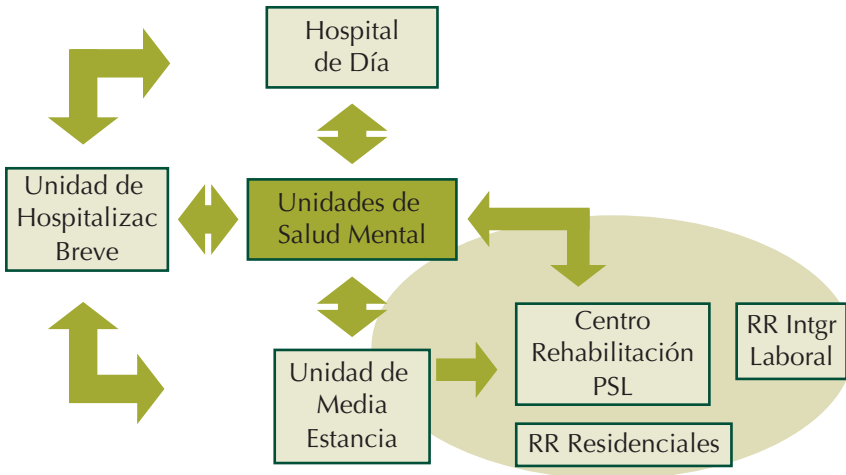 Hospital
de Día
Unidad de
Hospitalizac
Breve
Unidades de
Salud Mental
Centro
Rehabilitación
PSL
RR Intgr
Laboral
Unidad de
Media
Estancia
RR Residenciales